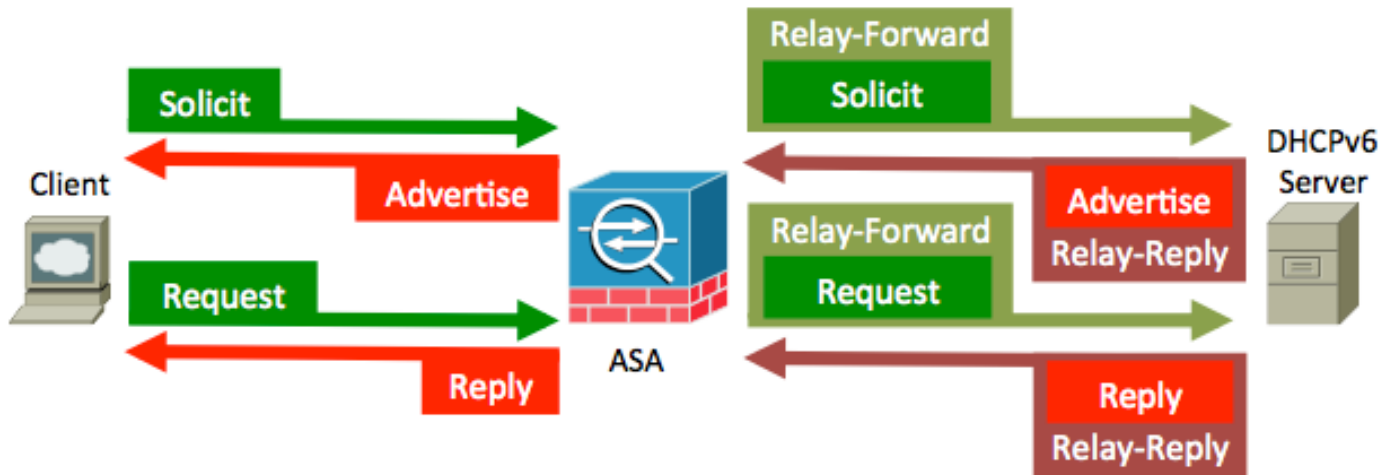 Relay-Forward
Solicit
Solicit
DHCPv6
Server
Client
Advertise
Advertise
Relay-Reply
Relay-Forward
Request
Request
ASA
Reply
Reply
Relay-Reply